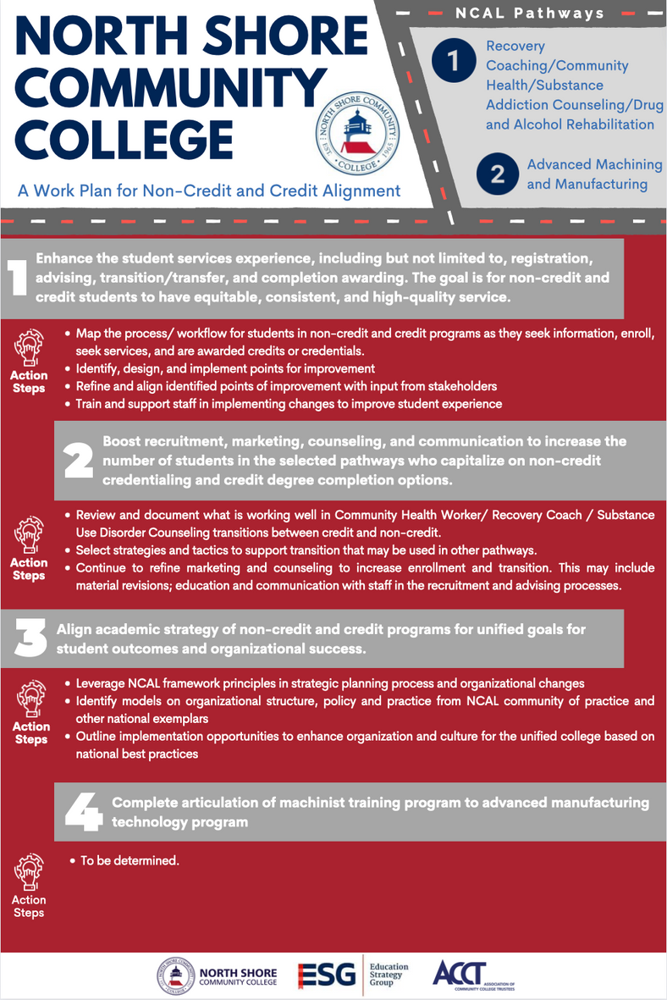 NORTH SHORE
COMMUNITY
COLLEGE
NORTH SHORE COMMUNITY
EST. • COLLEGE • 1965
A Work Plan for Non-Credit and Credit Alignment
NCAL Pathways
1
Recovery
Coaching/Community
Health/Substance
Addiction Counseling/Drug
and Alcohol Rehabilitation
2
Advanced Machining
and Manufacturing
1
Enhance the student services experience, including but not limited to, registration,
advising, transition/transfer, and completion awarding. The goal is for non-credit and
credit students to have equitable, consistent, and high-quality service.
Action
Steps
• Map the process/ workflow for students in non-credit and credit programs as they seek information, enroll,
seek services, and are awarded credits or credentials.
• Identify, design, and implement points for improvement
• Refine and align identified points of improvement with input from stakeholders
• Train and support staff in implementing changes to improve student experience
2
Boost recruitment, marketing, counseling, and communication to increase the
number of students in the selected pathways who capitalize on non-credit
credentialing and credit degree completion options.
Action
Steps
• Review and document what is working well in Community Health Worker/ Recovery Coach / Substance
Use Disorder Counseling transitions between credit and non-credit.
• Select strategies and tactics to support transition that may be used in other pathways.
• Continue to refine marketing and counseling to increase enrollment and transition. This may include
material revisions; education and communication with staff in the recruitment and advising processes.
3
Align academic strategy of non-credit and credit programs for unified goals for
student outcomes and organizational success.
Action
Steps
• Leverage NCAL framework principles in strategic planning process and organizational changes
• Identify models on organizational structure, policy and practice from NCAL community of practice and
other national exemplars
• Outline implementation opportunities to enhance organization and culture for the unified college based on
national best practices
4
Complete articulation of machinist training program to advanced manufacturing
technology program
Action
Steps
• To be determined.
NORTH SHORE
COMMUNITY COLLEGE
ESG
Education
Strategy
Group
ACCT
ASSOCIATION OF
COMMUNITY COLLEGE TRUSTEES